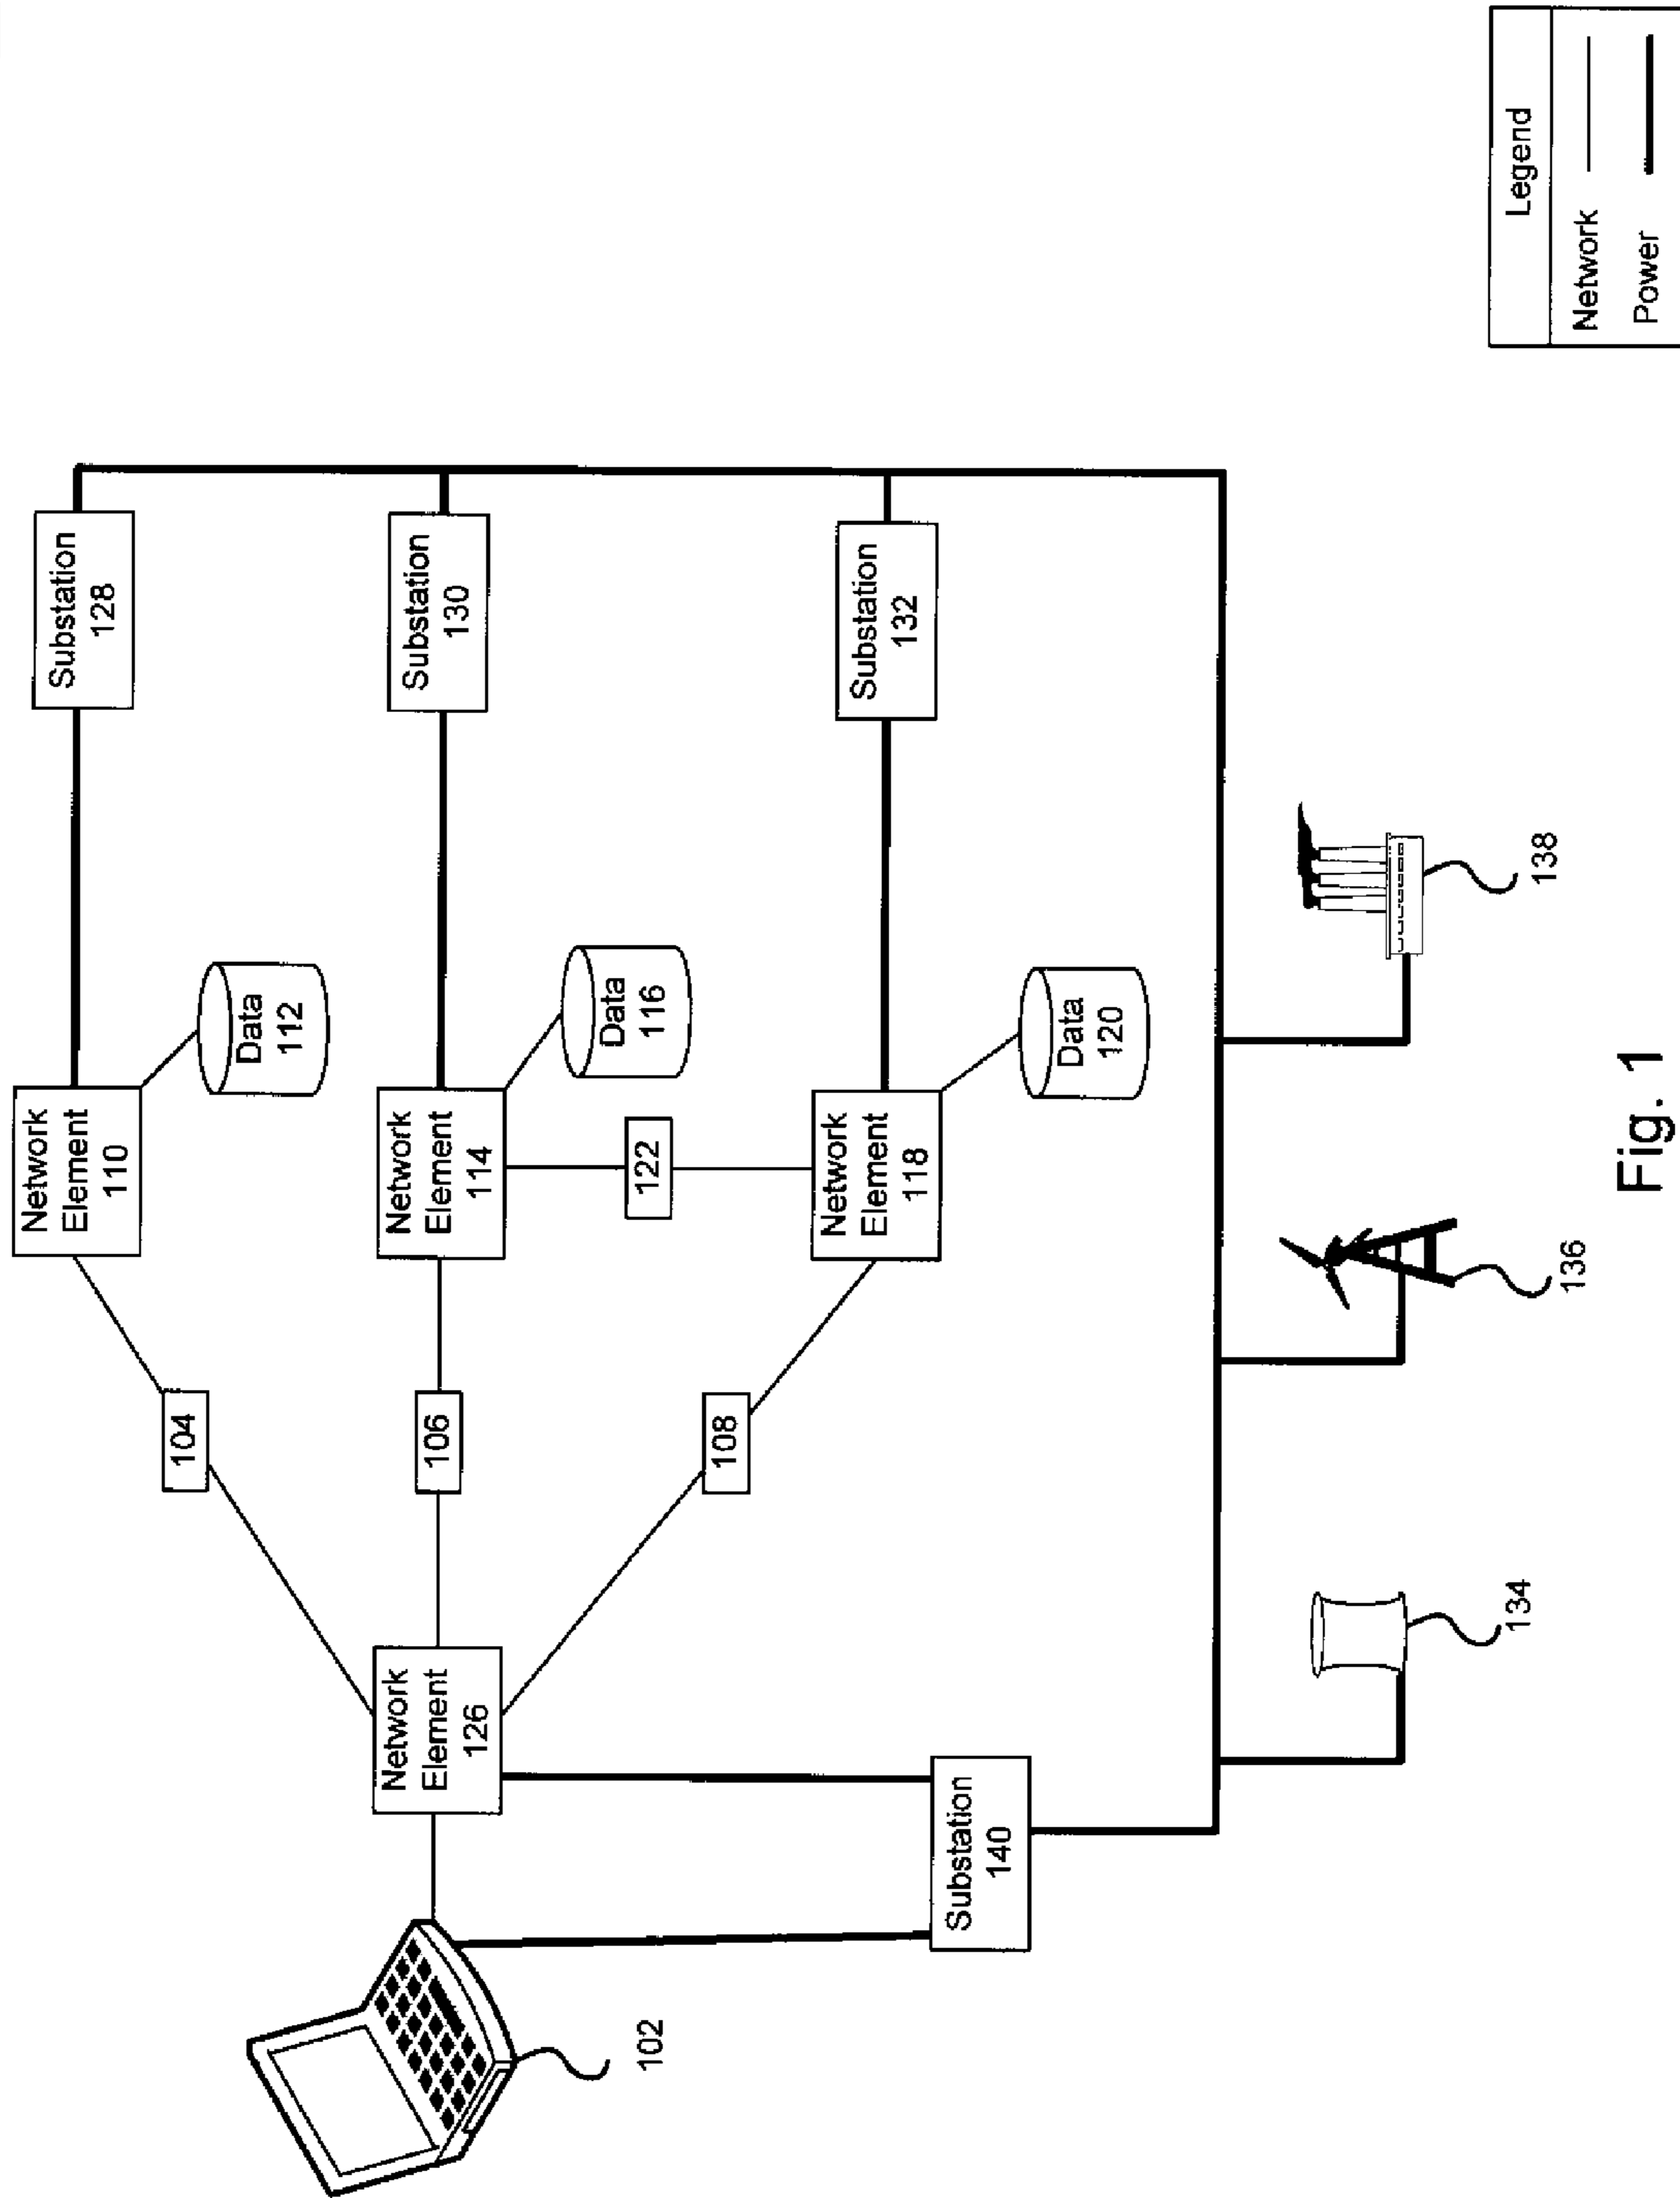 Network
Element
110
Substation
128
Data
112
104
Network
Element
126
106
Network
Element
114
Substation
130
Data
116
122
102
108
Network
Element
118
Substation
132
Data
120
Substation
140
134
136
138
Legend
Network
Power
Fig. 1